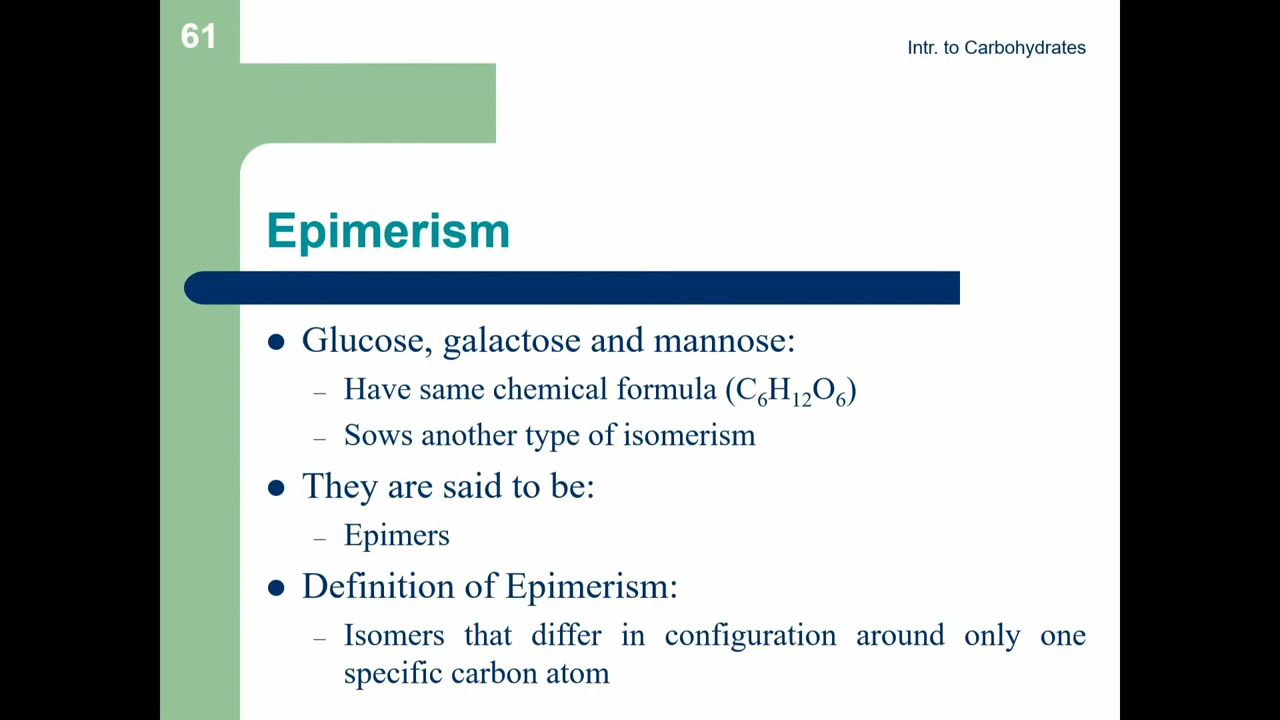 61
Intr. to Carbohydrates
Epimerism
● Glucose, galactose and mannose:
– Have same chemical formula (C₆H₁₂O₆)
– Sows another type of isomerism
● They are said to be:
– Epimers
● Definition of Epimerism:
– Isomers that differ in configuration around only one
specific carbon atom